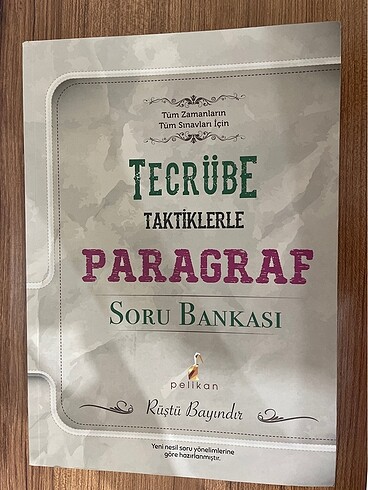 Tüm Zamanların
Tüm Sınavları İçin
TECRÜBE
TAKTİKLERLE
PARAGRAF
SORU BANKASI
pelikan
Rüştü Bayındır
Yeni nesil soru yönelimlerine
göre hazırlanmıştır.